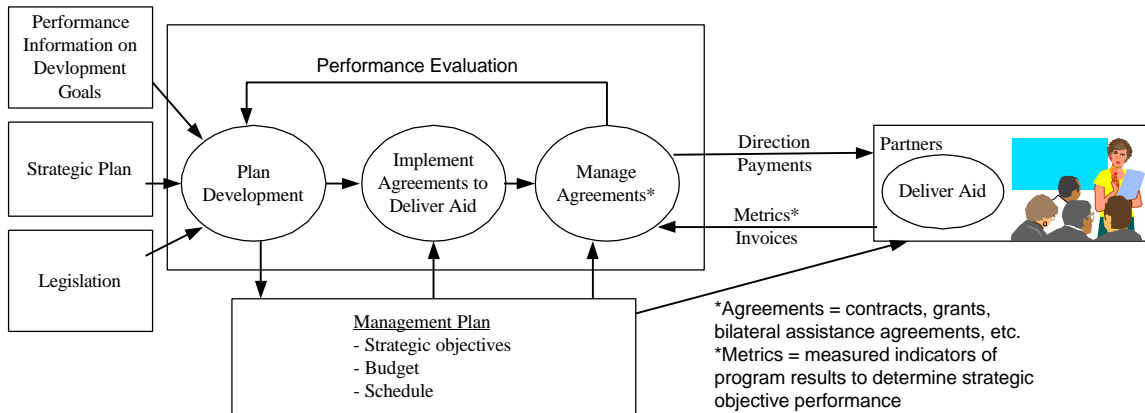 Performance
Information on
Devlopment
Goals
Strategic Plan
Legislation
Performance Evaluation
Plan
Development
Implement
Agreements to
Deliver Aid
Manage
Agreements*
Direction
Payments
Metrics*
Invoices
Partners
Deliver Aid
Management Plan
- Strategic objectives
- Budget
- Schedule
*Agreements = contracts, grants,
bilateral assistance agreements, etc.
*Metrics = measured indicators of
program results to determine strategic
objective performance